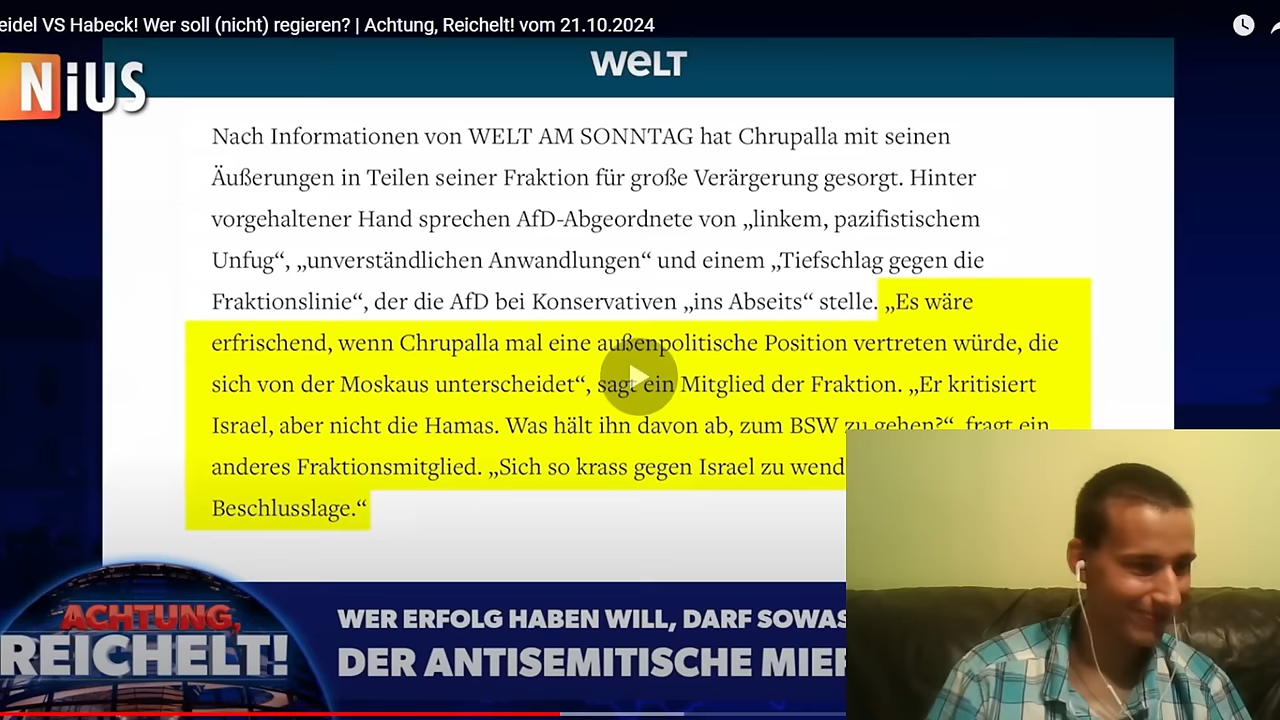 eidel VS Habeck! Wer soll (nicht) regieren? | Achtung, Reichelt! vom 21.10.2024
NiUS
WELT
Nach Informationen von WELT AM SONNTAG hat Chrupalla mit seinen
Äußerungen in Teilen seiner Fraktion für große Verärgerung gesorgt. Hinter
vorgehaltener Hand sprechen AfD-Abgeordnete von „linkem, pazifistischem
Unfug“, „unverständlichen Anwandlungen“ und einem „Tiefschlag gegen die
Fraktionslinie“, der die AfD bei Konservativen „ins Abseits“ stelle. „Es wäre
erfrischend, wenn Chrupalla mal eine außenpolitische Position vertreten würde, die
sich von der Moskaus unterscheidet“, sagt ein Mitglied der Fraktion. „Er kritisiert
Israel, aber nicht die Hamas. Was hält ihn davon ab, zum BSW zu gehen?“, fragt ein
anderes Fraktionsmitglied. „Sich so krass gegen Israel zu wend
Beschlusslage.“
ACHTUNG,
REICHELT!
WER ERFOLG HABEN WILL, DARF SOWAS
DER ANTISEMITISCHE MIEF